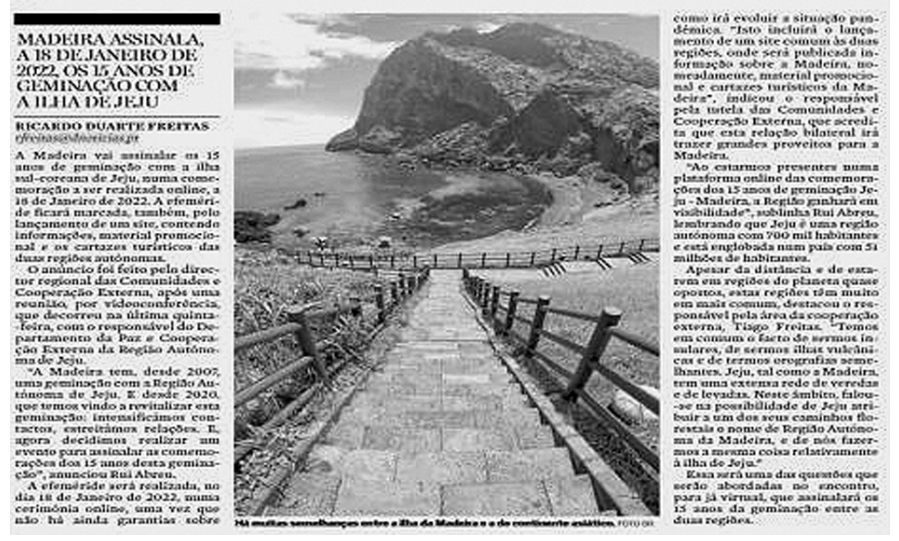 MADEIRA ASSINALA,
A 18 DE JANEIRO DE
2022, OS 15 ANOS DE
GEMINAÇÃO COM
A ILHA DE JEJU
RICARDO DUARTE FREITAS
rfreitas@dnoticias.pt
A Madeira vai assinalar os 15
anos de geminação com a ilha
sul-coreana de Jeju, numa come-
moração a ser realizada online, a
18 de Janeiro de 2022. A efeméri-
de ficará marcada, também, pelo
lançamento de um site, contendo
informações, material promocio-
nal e os cartazes turísticos das
duas regiões autónomas.
O anúncio foi feito pelo direc-
tor regional das Comunidades e
Cooperação Externa, após uma
reunião, por videoconferência,
que decorreu na última quinta-
-feira, com o responsável do De-
partamento da Paz e Coopera-
ção Externa da Região Autóno-
ma de Jeju.
"A Madeira tem, desde 2007,
uma geminação com a Região Au-
tónoma de Jeju. E desde 2020,
que temos vindo a revitalizar esta
geminação: intensificámos con-
tactos, estreitámos relações. E,
agora decidimos realizar um
evento para assinalar as comemo-
rações dos 15 anos desta gemina-
ção", anunciou Rui Abreu.
A efeméride será realizada, no
dia 18 de Janeiro de 2022, numa
cerimónia online, uma vez que
não há ainda garantias sobre
Há muitas semelhanças entre a ilha da Madeira e a do continente asiático. FOTO DR
como irá evoluir a situação pan-
démica. "Isto incluirá o lança-
mento de um site comum às duas
regiões, onde será publicada in-
formação sobre a Madeira, no-
meadamente, material promocio-
nal e cartazes turísticos da Ma-
deira", indicou o responsável
pela tutela das Comunidades e
Cooperação Externa, que acredi-
ta que esta relação bilateral irá
trazer grandes proveitos para a
Madeira.
"Ao estarmos presentes numa
plataforma online das comemora-
ções dos 15 anos de geminação Je-
ju - Madeira, a Região ganhará em
visibilidade", sublinha Rui Abreu,
lembrando que Jeju é uma região
autónoma com 700 mil habitantes
e está englobada num país com 51
milhões de habitantes.
Apesar da distância e de esta-
rem em regiões do planeta quase
opostos, estas regiões têm muito
em mais comum, destacou o res-
ponsável pela área da cooperação
externa, Tiago Freitas. "Temos
em comum o facto de sermos in-
sulares, de sermos ilhas vulcâni-
cas e de termos orografias seme-
lhantes. Jeju, tal como a Madeira,
tem uma extensa rede de veredas
e de levadas. Neste âmbito, falou-
-se na possibilidade de Jeju atri-
buir a um dos seus caminhos flo-
restais o nome de Região Autóno-
ma da Madeira, e de nós fazer-
mos a mesma coisa relativamente
à ilha de Jeju."
Essa será uma das questões que
serão abordadas no encontro,
para já virtual, que assinalará os
15 anos da geminação entre as
duas regiões.